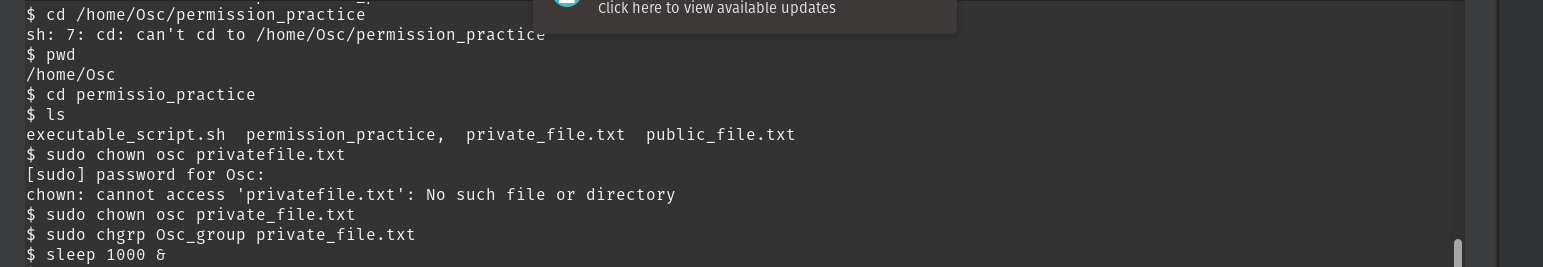 $ cd /home/Osc/permission_practice
Click here to view available updates
sh: 7: cd: can't cd to /home/Osc/permission_practice
$ pwd
/home/Osc
$ cd permissio_practice
$ ls
executable_script.sh  permission_practice,  private_file.txt  public_file.txt
$ sudo chown osc privatefile.txt
[sudo] password for Osc:
chown: cannot access 'privatefile.txt': No such file or directory
$ sudo chown osc private_file.txt
$ sudo chgrp Osc_group private_file.txt
$ sleep 1000 &